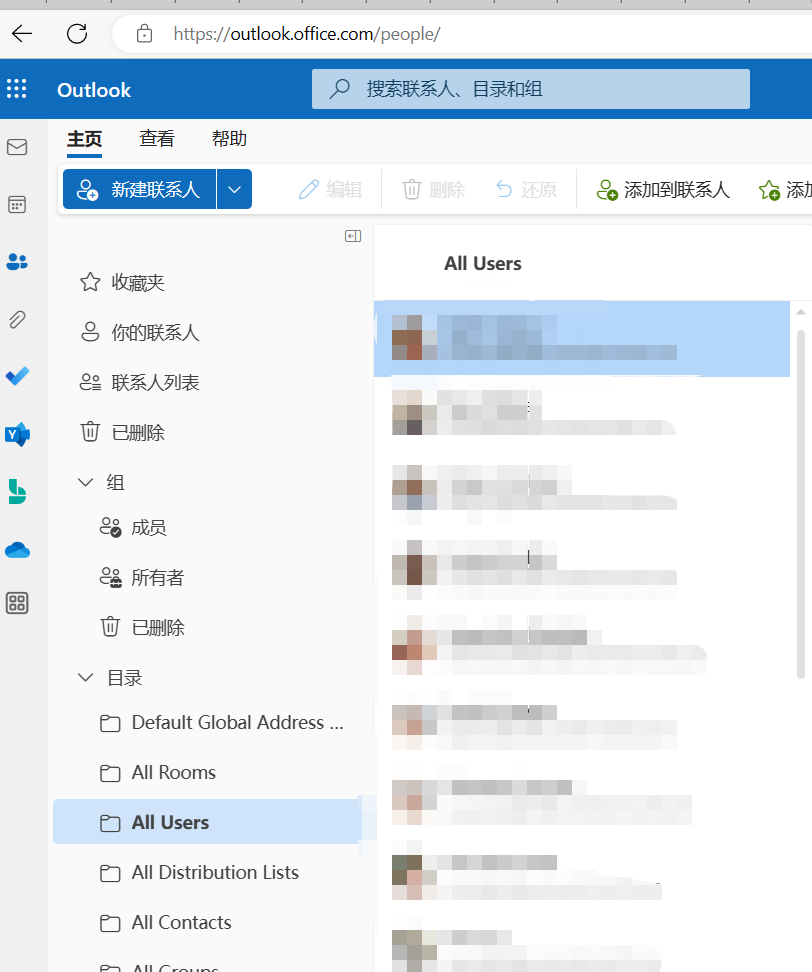 https://outlook.office.com/people/
Outlook
搜索联系人、目录和组
主页 查看 帮助
新建联系人 编辑 删除 还原 添加到联系人 添加
All Users
收藏夹
你的联系人
联系人列表
已删除
组
成员
所有者
已删除
目录
Default Global Address ...
All Rooms
All Users
All Distribution Lists
All Contacts
All Groups